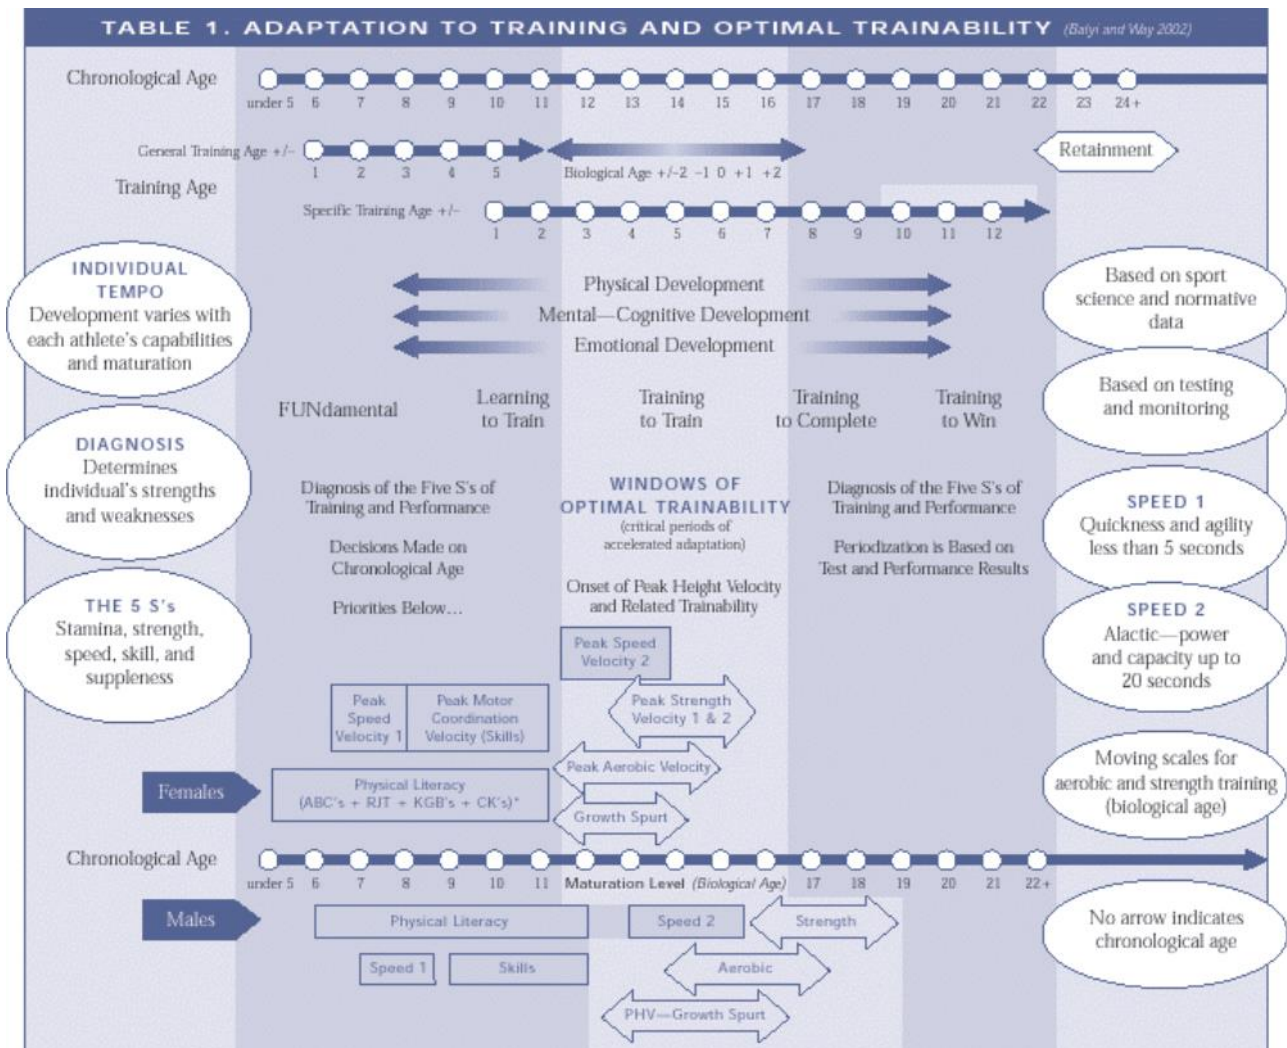 TABLE 1. ADAPTATION TO TRAINING AND OPTIMAL TRAINABILITY (Balyi and Way 2002)
Chronological Age
under 5 6 7 8 9 10 11 12 13 14 15 16 17 18 19 20 21 22 23 24+
General Training Age +/-
1 2 3 4 5
Biological Age +/-2 -1 0 +1 +2
Retainment
Training Age
Specific Training Age +/-
1 2 3 4 5 6 7 8 9 10 11 12
INDIVIDUAL
TEMPO
Development varies with
each athlete's capabilities
and maturation
Physical Development
Mental—Cognitive Development
Emotional Development
Based on sport
science and normative
data
FUNdamental
Learning
to Train
Training
to Train
Training
to Complete
Training
to Win
Based on testing
and monitoring
DIAGNOSIS
Determines
individual's strengths
and weaknesses
Diagnosis of the Five S's of
Training and Performance
Decisions Made on
Chronological Age
Priorities Below...
WINDOWS OF
OPTIMAL TRAINABILITY
(critical periods of
accelerated adaptation)
Onset of Peak Height Velocity
and Related Trainability
Diagnosis of the Five S's of
Training and Performance
Periodization is Based on
Test and Performance Results
SPEED 1
Quickness and agility
less than 5 seconds
THE 5 S's
Stamina, strength,
speed, skill, and
suppleness
SPEED 2
Alactic—power
and capacity up to
20 seconds
Peak Speed
Velocity 2
Peak
Speed
Velocity 1
Peak Motor
Coordination
Velocity (Skills)
Peak Strength
Velocity 1 & 2
Peak Aerobic Velocity
Females
Physical Literacy
(ABC's + RJT + KGB's + CK's)*
Growth Spurt
Moving scales for
aerobic and strength training
(biological age)
Chronological Age
under 5 6 7 8 9 10 11 Maturation Level (Biological Age) 17 18 19 20 21 22+
Males
Physical Literacy
Speed 2
Strength
Speed 1
Skills
Aerobic
PHV—Growth Spurt
No arrow indicates
chronological age